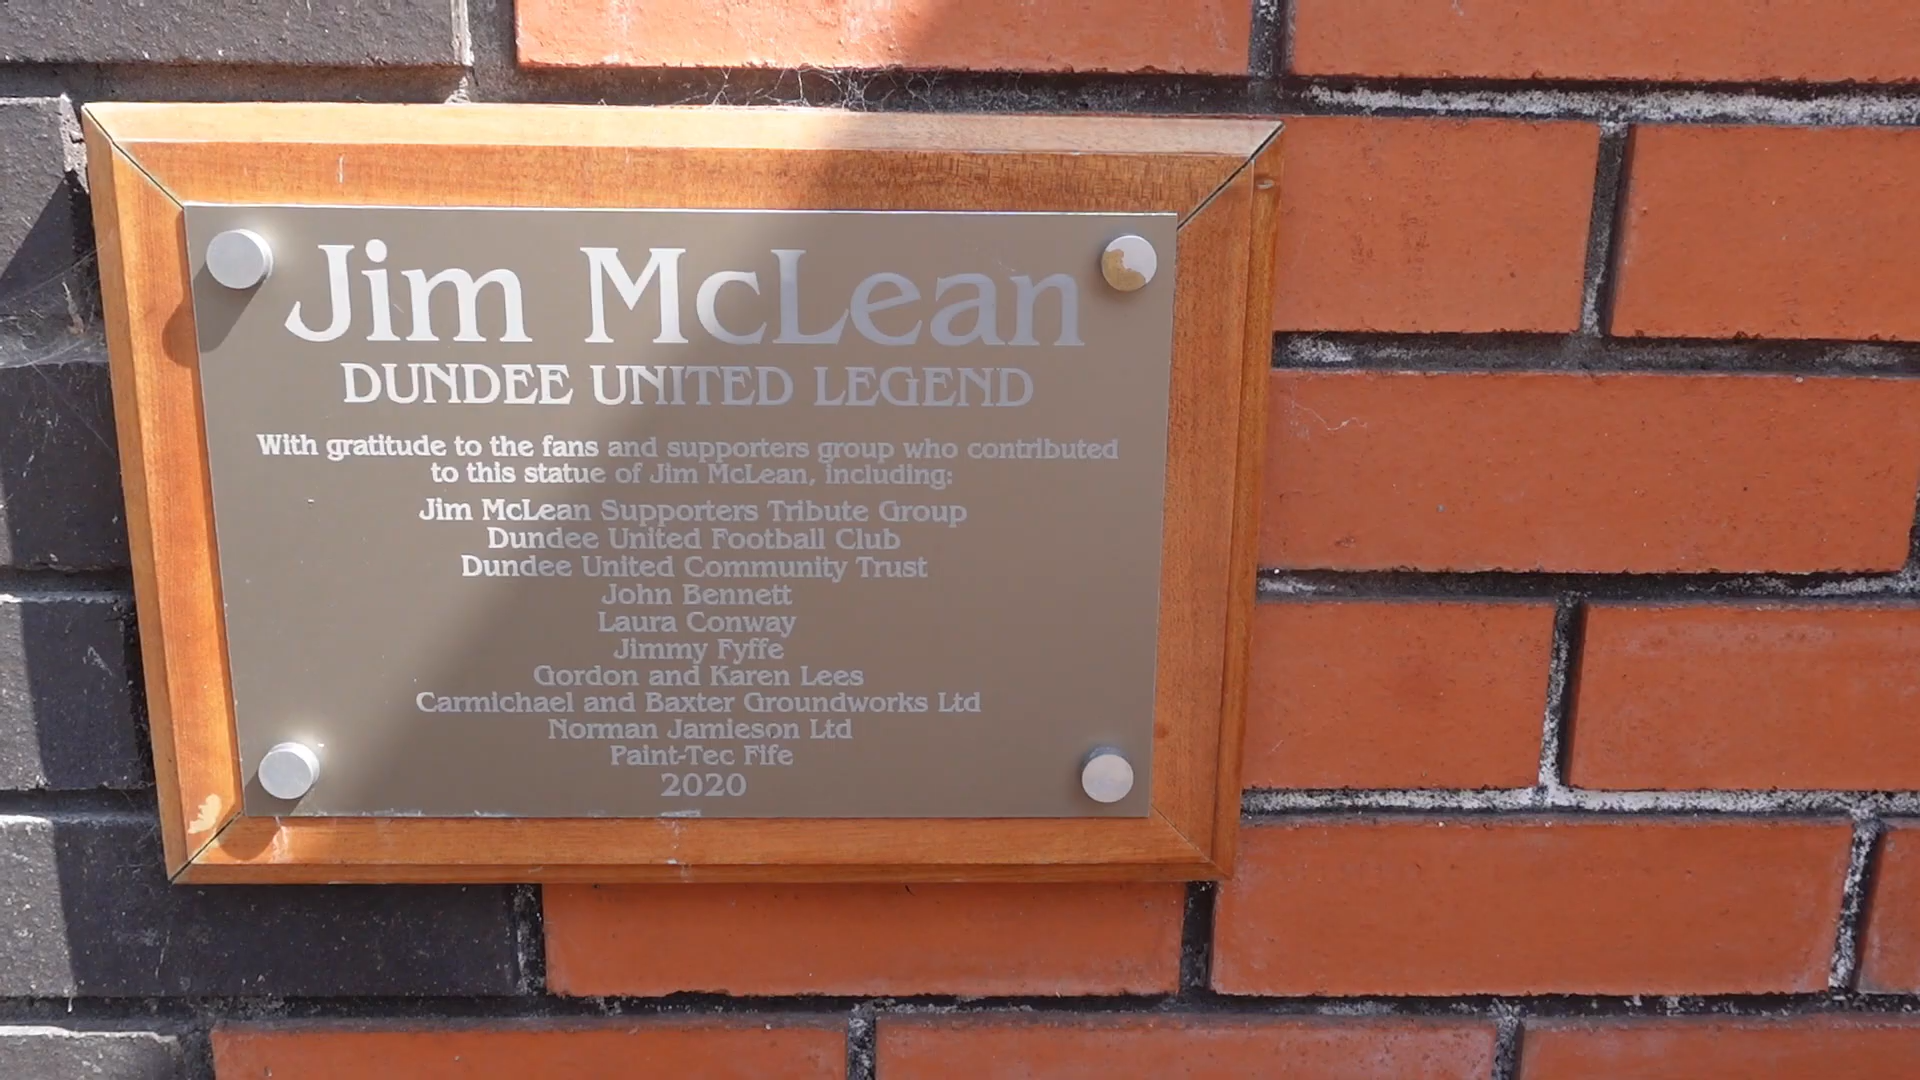 Jim McLean
DUNDEE UNITED LEGEND
With gratitude to the fans and supporters group who contributed
to this statue of Jim McLean, including:
Jim McLean Supporters Tribute Group
Dundee United Football Club
Dundee United Community Trust
John Bennett
Laura Conway
Jimmy Fyffe
Gordon and Karen Lees
Carmichael and Baxter Groundworks Ltd
Norman Jamieson Ltd
Paint-Tec Fife
2020